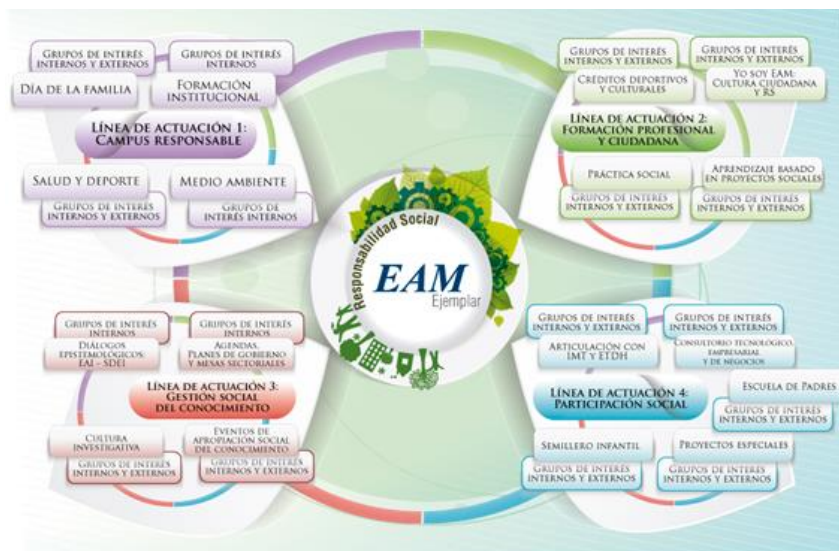 GRUPOS DE INTERÉS
INTERNOS Y EXTERNOS
GRUPOS DE INTERÉS
INTERNOS
DÍA DE LA FAMILIA
FORMACIÓN
INSTITUCIONAL
LÍNEA DE ACTUACIÓN 1:
CAMPUS RESPONSABLE
SALUD Y DEPORTE
MEDIO AMBIENTE
GRUPOS DE INTERÉS
INTERNOS Y EXTERNOS
GRUPOS DE
INTERÉS INTERNOS
GRUPOS DE INTERÉS
INTERNOS Y EXTERNOS
GRUPOS DE INTERÉS
INTERNOS Y EXTERNOS
CRÉDITOS DEPORTIVOS
Y CULTURALES
YO SOY EAM:
CULTURA CIUDADANA
Y RS
LÍNEA DE ACTUACIÓN 2:
FORMACIÓN PROFESIONAL
Y CIUDADANA
PRÁCTICA SOCIAL
APRENDIZAJE BASADO
EN PROYECTOS SOCIALES
GRUPOS DE INTERÉS
INTERNOS Y EXTERNOS
GRUPOS DE INTERÉS
INTERNOS Y EXTERNOS
Responsabilidad Social
EAM
Ejemplar
GRUPOS DE INTERÉS
INTERNOS
GRUPOS DE INTERÉS
INTERNOS
DIÁLOGOS
EPISTEMOLÓGICOS:
EAI - SDEI
AGENDAS,
PLANES DE GOBIERNO
Y MESAS SECTORIALES
LÍNEA DE ACTUACIÓN 3:
GESTIÓN SOCIAL
DEL CONOCIMIENTO
CULTURA
INVESTIGATIVA
EVENTOS DE
APROPIACIÓN SOCIAL
DEL CONOCIMIENTO
GRUPOS DE INTERÉS
INTERNOS Y EXTERNOS
GRUPOS DE INTERÉS
INTERNOS Y EXTERNOS
GRUPOS DE INTERÉS
INTERNOS Y EXTERNOS
GRUPOS DE INTERÉS
INTERNOS Y EXTERNOS
ARTICULACIÓN CON
IMT Y ETDH
CONSULTORIO TECNOLÓGICO,
EMPRESARIAL
Y DE NEGOCIOS
LÍNEA DE ACTUACIÓN 4:
PARTICIPACIÓN SOCIAL
ESCUELA DE PADRES
GRUPOS DE INTERÉS
INTERNOS Y EXTERNOS
SEMILLERO INFANTIL
PROYECTOS ESPECIALES
GRUPOS DE INTERÉS
INTERNOS Y EXTERNOS
GRUPOS DE INTERÉS
INTERNOS Y EXTERNOS